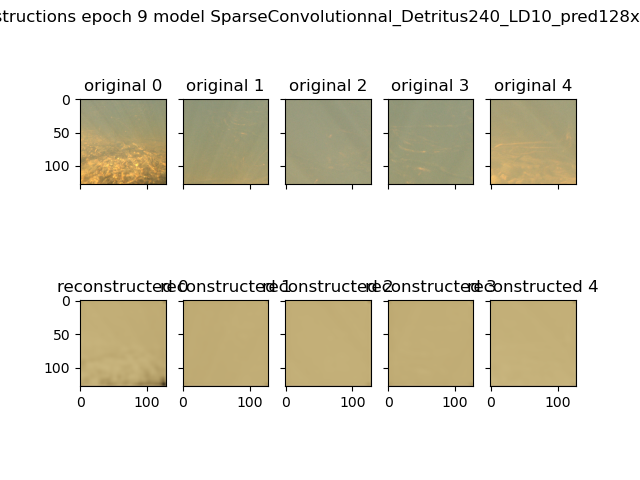 structions epoch 9 model SparseConvolutionnal_Detritus240_LD10_pred128x
original 0 original 1 original 2 original 3 original 4
0
50
100
reconstructed 0 reconstructed 1 reconstructed 2 reconstructed 3 reconstructed 4
0
50
100
0 100 0 100 0 100 0 100 0 100